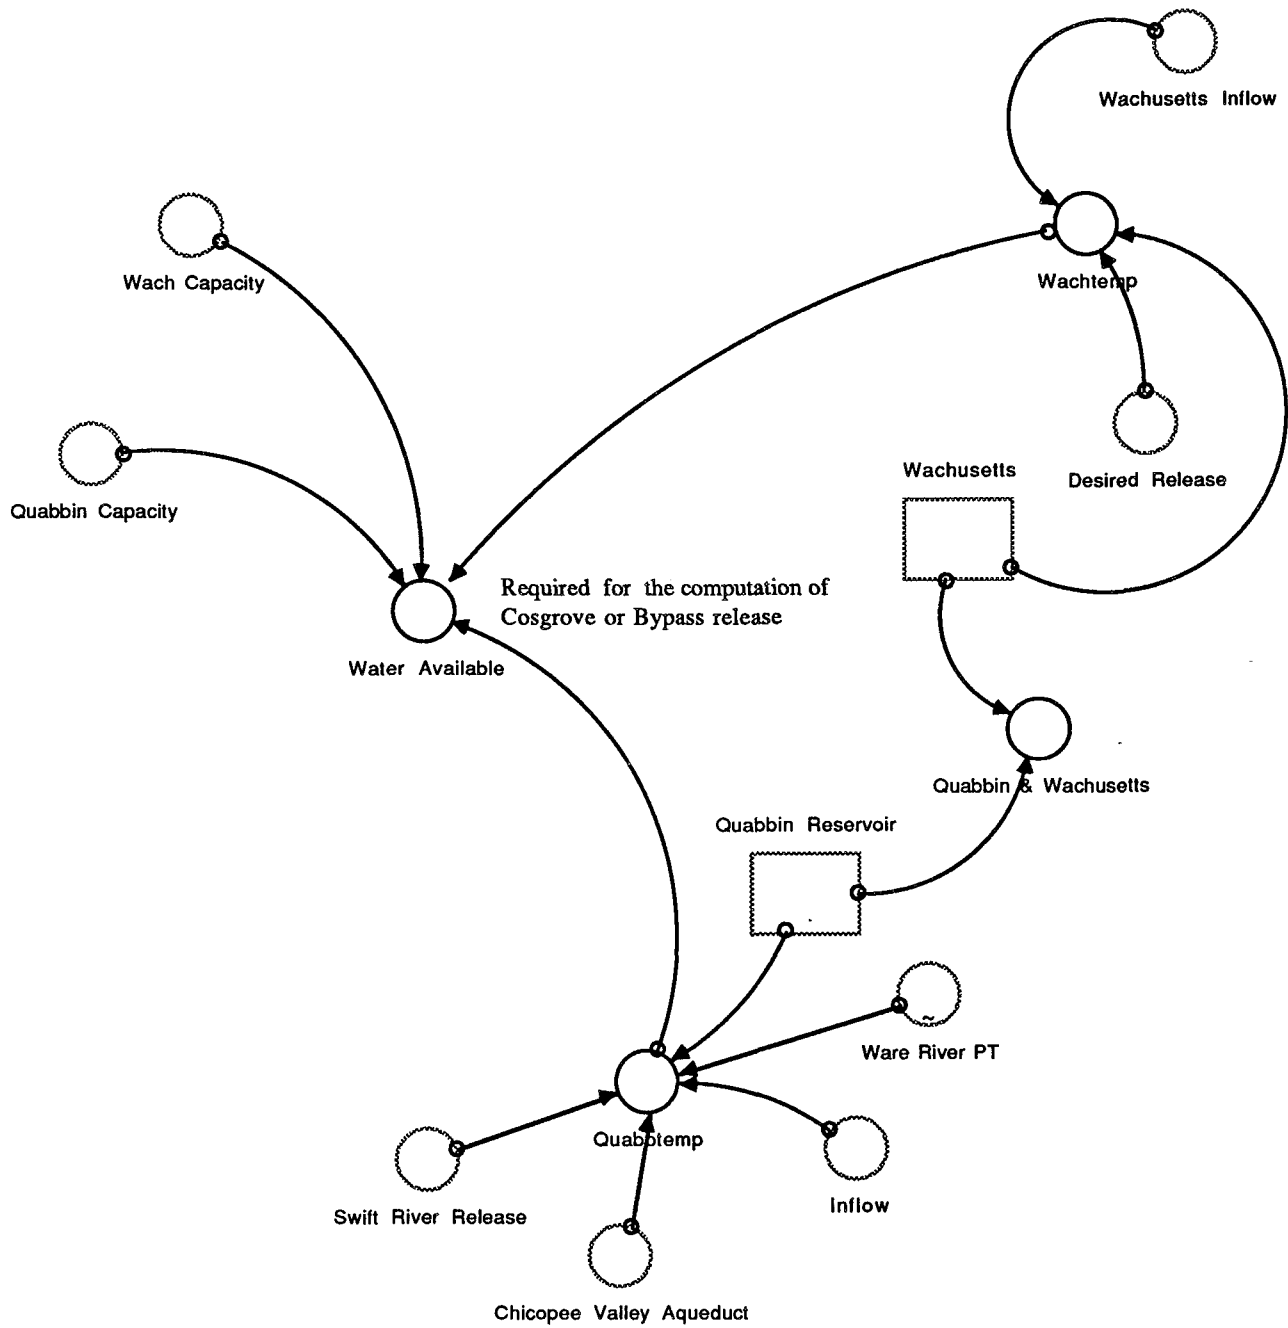 Wachusetts Inflow
Wach Capacity
Wachtemp
Quabbin Capacity
Wachusetts
Desired Release
Required for the computation of
Cosgrove or Bypass release
Water Available
Quabbin & Wachusetts
Quabbin Reservoir
~
Ware River PT
Quabbtemp
Inflow
Swift River Release
Chicopee Valley Aqueduct